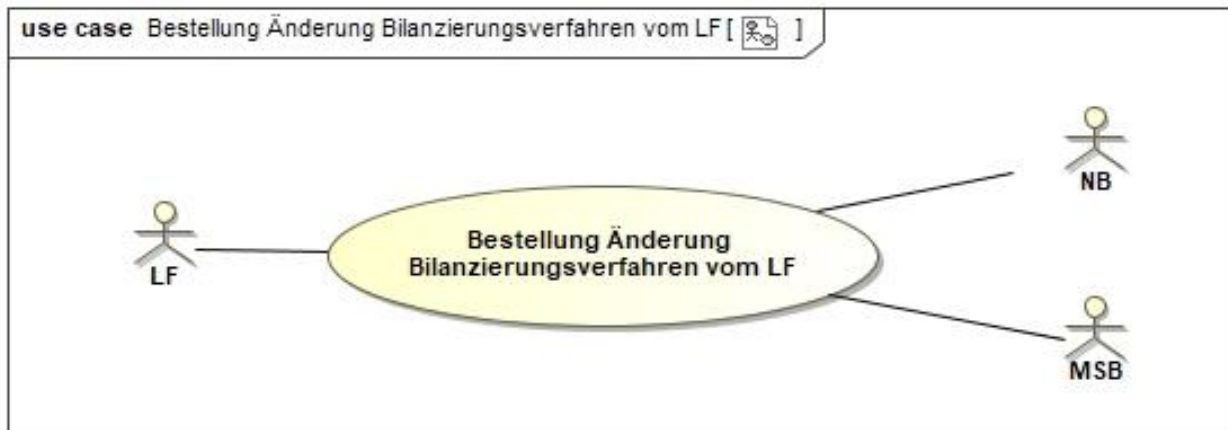 use case Bestellung Änderung Bilanzierungsverfahren vom LF [ ]
NB
Bestellung Änderung
Bilanzierungsverfahren vom LF
LF
MSB